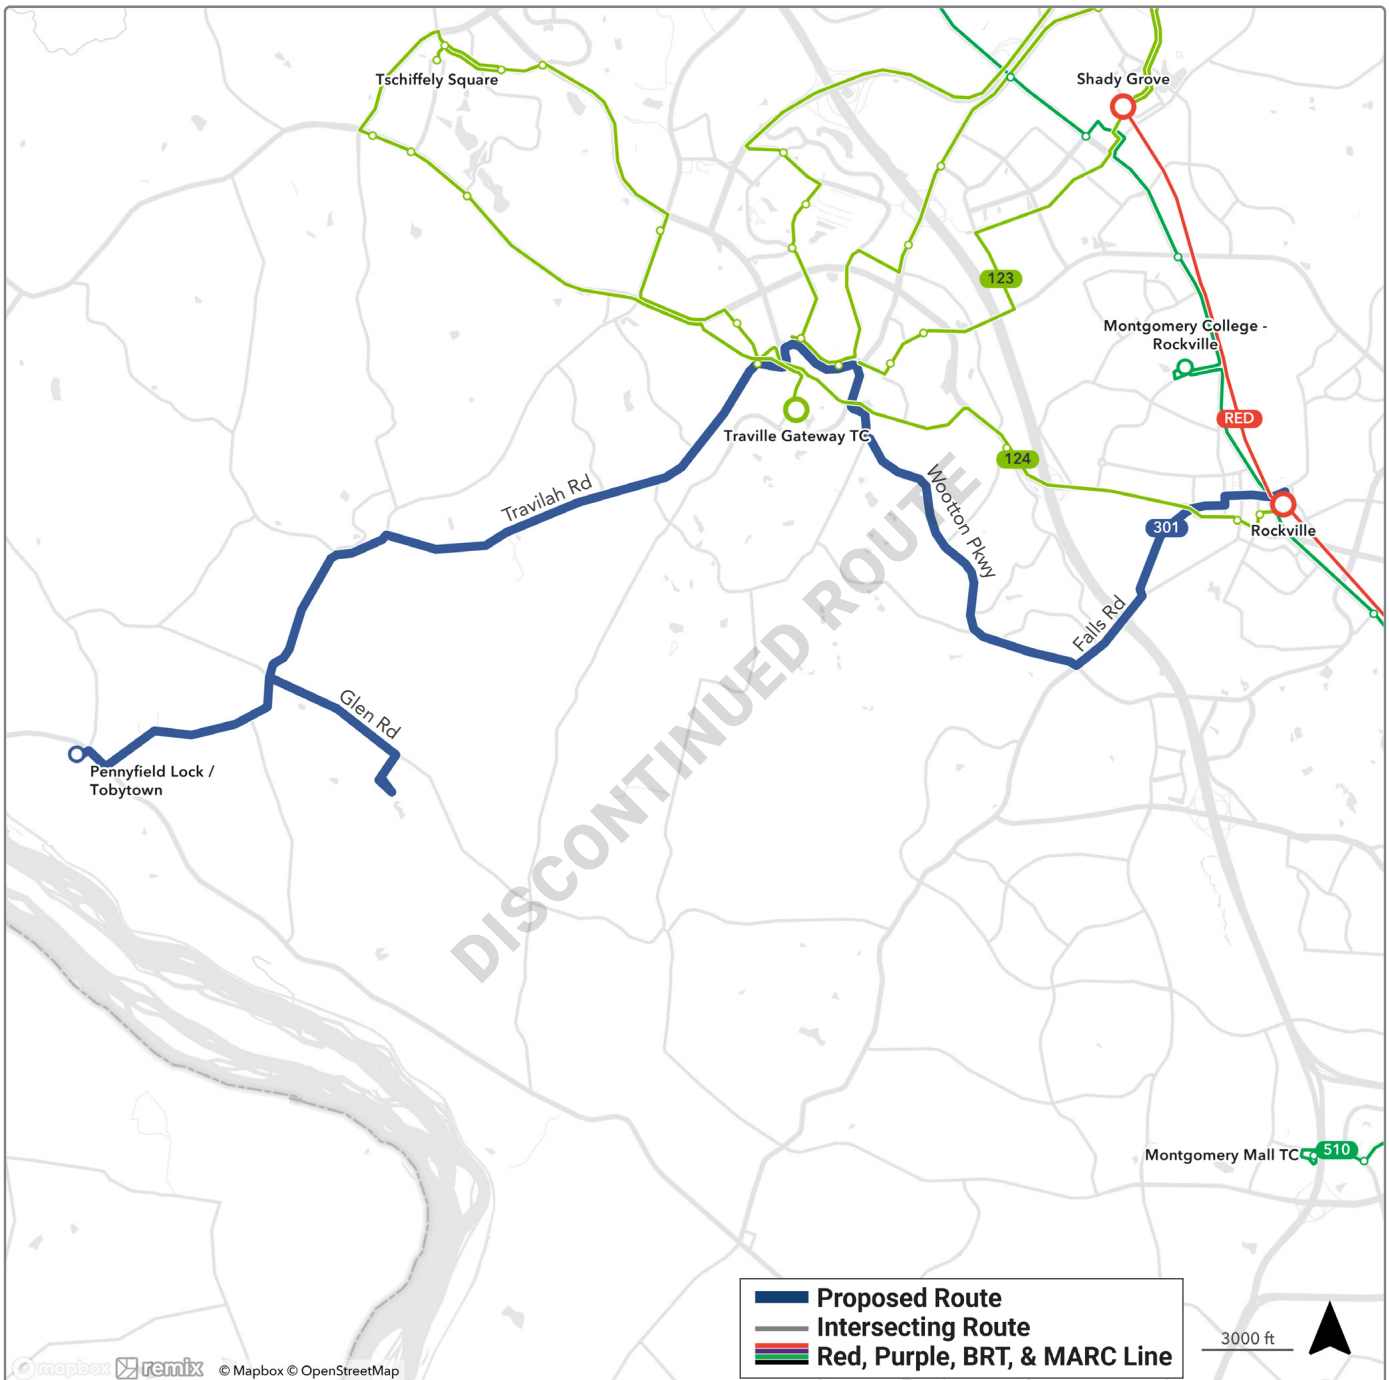 Tschiffely Square
Shady Grove
123
Montgomery College -
Rockville
RED
Traville Gateway TC
124
Travilah Rd
Wootton Pkwy
301
Rockville
Falls Rd
Glen Rd
Pennyfield Lock /
Tobytown
DISCONTINUED ROUTE
Montgomery Mall TC
510
Proposed Route
Intersecting Route
Red, Purple, BRT, & MARC Line
3000 ft
mapbox remix © Mapbox © OpenStreetMap